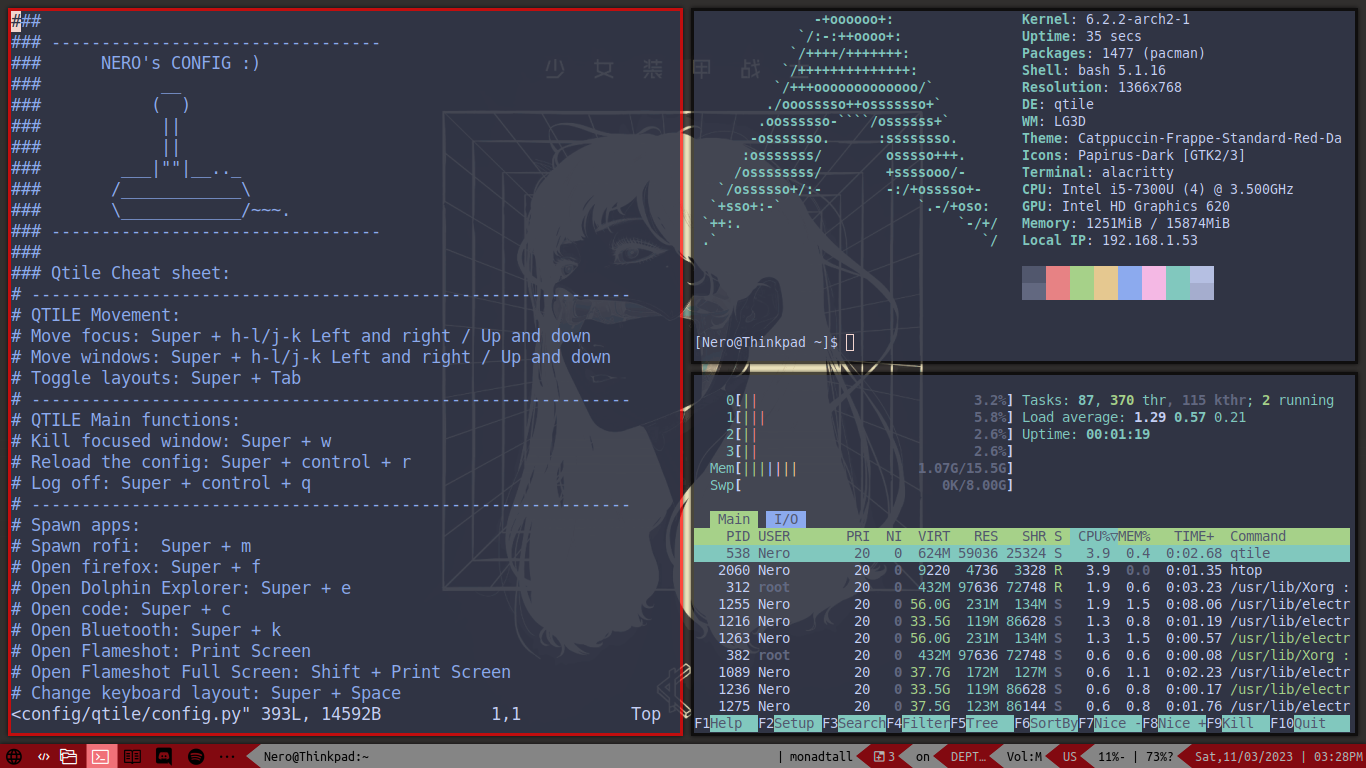 ###
### ---------------------------------
###      NERO's CONFIG :)
###            __
###           (  )
###            ||
###            ||
###        ___|""|__.._
###       /____________\
###       \____________/~~~.
### ---------------------------------
###
### Qtile Cheat sheet:
# ------------------------------------------------------------
# QTILE Movement:
# Move focus: Super + h-l/j-k Left and right / Up and down
# Move windows: Super + h-l/j-k Left and right / Up and down
# Toggle layouts: Super + Tab
# ------------------------------------------------------------
# QTILE Main functions:
# Kill focused window: Super + w
# Reload the config: Super + control + r
# Log off: Super + control + q
# ------------------------------------------------------------
# Spawn apps:
# Spawn rofi:  Super + m
# Open firefox: Super + f
# Open Dolphin Explorer: Super + e
# Open code: Super + c
# Open Bluetooth: Super + k
# Open Flameshot: Print Screen
# Open Flameshot Full Screen: Shift + Print Screen
# Change keyboard layout: Super + Space
<config/qtile/config.py" 393L, 14592B 1,1 Top
少 女 装 甲 战
-+oooooo+: Kernel: 6.2.2-arch2-1
`/:-:++oooo+: Uptime: 35 secs
`/++++/+++++++: Packages: 1477 (pacman)
`/++++++++++++++: Shell: bash 5.1.16
`/+++ooooooooooooo/` Resolution: 1366x768
./ooosssso++osssssso+` DE: qtile
.oossssso-````/ossssss+` WM: LG3D
-osssssso. :ssssssso. Theme: Catppuccin-Frappe-Standard-Red-Da
:osssssss/ osssso+++. Icons: Papirus-Dark [GTK2/3]
/ossssssss/ +ssssooo/- Terminal: alacritty
`/ossssso+/:- -:/+osssso+- CPU: Intel i5-7300U (4) @ 3.500GHz
`+sso+:-` `.-/+oso: GPU: Intel HD Graphics 620
`++:. `-/+/ Memory: 1251MiB / 15874MiB
.` `/ Local IP: 192.168.1.53
[Nero@Thinkpad ~]$
0[|| 3.2%] Tasks: 87, 370 thr, 115 kthr; 2 running
1[||| 5.8%] Load average: 1.29 0.57 0.21
2[|| 2.6%] Uptime: 00:01:19
3[|| 2.6%]
Mem[||||||| 1.07G/15.5G]
Swp[ 0K/8.00G]
Main I/O
PID USER PRI NI VIRT RES SHR S CPU%▽MEM% TIME+ Command
538 Nero 20 0 624M 59036 25324 S 3.9 0.4 0:02.68 qtile
2060 Nero 20 0 9220 4736 3328 R 3.9 0.0 0:01.35 htop
312 root 20 0 432M 97636 72748 R 1.9 0.6 0:03.23 /usr/lib/Xorg :
1255 Nero 20 0 56.0G 231M 134M S 1.9 1.5 0:08.06 /usr/lib/electr
1216 Nero 20 0 33.5G 119M 86628 S 1.3 0.8 0:01.19 /usr/lib/electr
1263 Nero 20 0 56.0G 231M 134M S 1.3 1.5 0:00.57 /usr/lib/electr
382 root 20 0 432M 97636 72748 S 0.6 0.6 0:00.08 /usr/lib/Xorg :
1089 Nero 20 0 37.7G 172M 127M S 0.6 1.1 0:02.23 /usr/lib/electr
1236 Nero 20 0 33.5G 119M 86628 S 0.6 0.8 0:00.17 /usr/lib/electr
1275 Nero 20 0 33.5G 123M 86144 S 0.6 0.8 0:01.76 /usr/lib/electr
F1Help F2Setup F3SearchF4FilterF5Tree F6SortByF7Nice -F8Nice +F9Kill F10Quit
Nero@Thinkpad:~ | monadtall 3 on DEPT… Vol:M US 11%- | 73%? Sat,11/03/2023 | 03:28PM